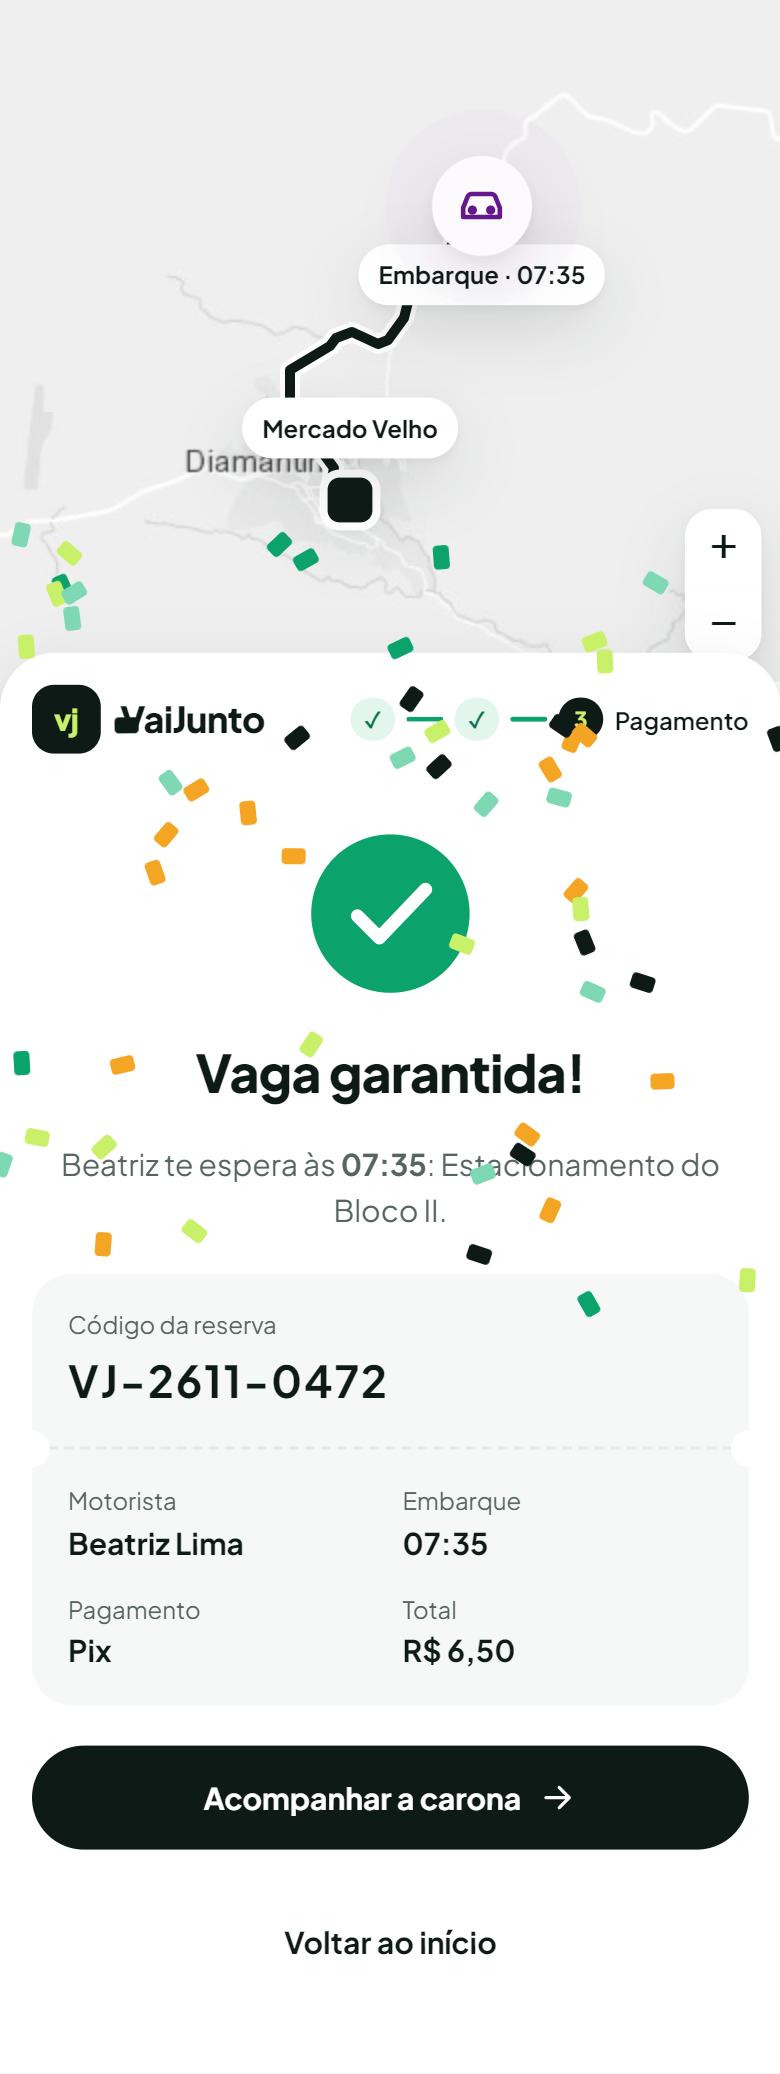 Embarque · 07:35
Mercado Velho
Diamantin
+
−
vj VaiJunto ✓ ✓ 3 Pagamento
Vaga garantida!
Beatriz te espera às 07:35: Estacionamento do
Bloco II.
Código da reserva
VJ-2611-0472
Motorista Embarque
Beatriz Lima 07:35
Pagamento Total
Pix R$ 6,50
Acompanhar a carona →
Voltar ao início